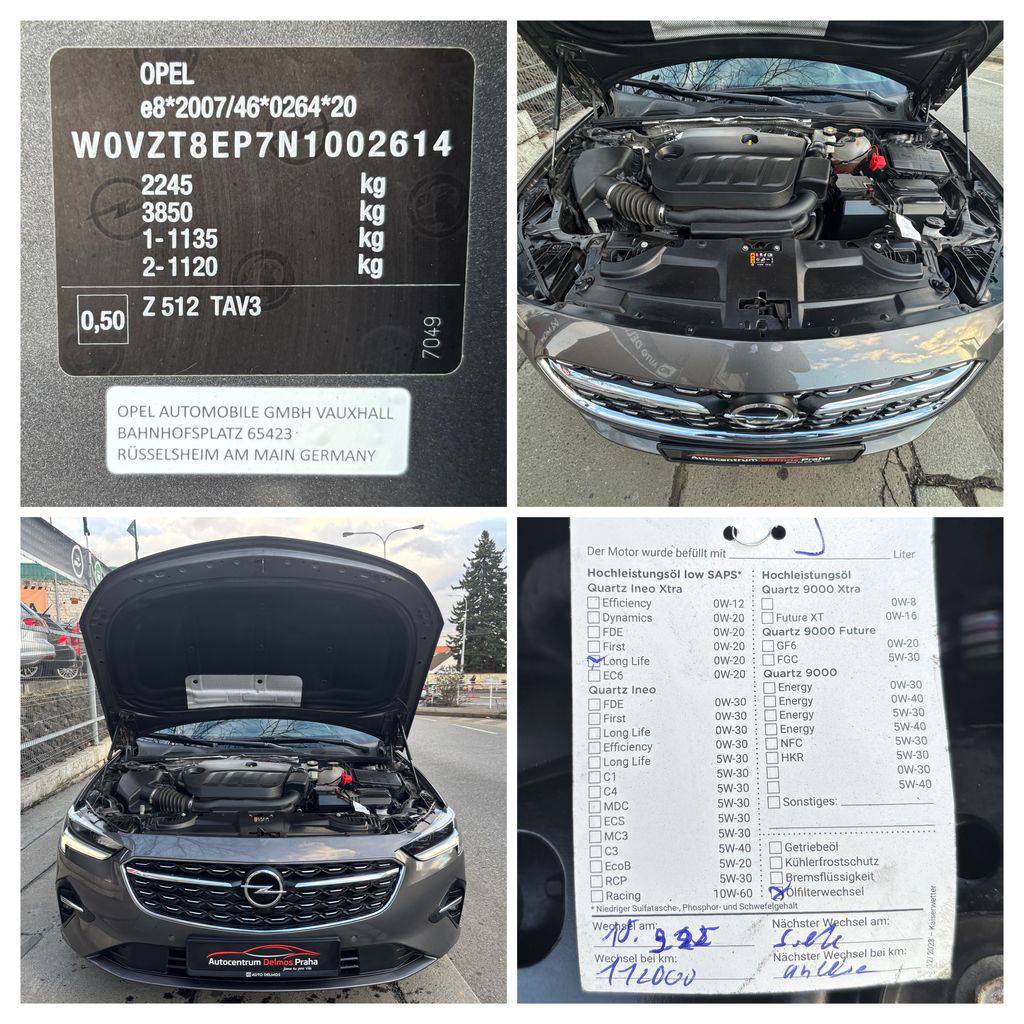 OPEL
e8*2007/46*0264*20
W0VZT8EP7N1002614
2245 kg
3850 kg
1-1135 kg
2-1120 kg
0,50 Z 512 TAV3
7049
OPEL AUTOMOBILE GMBH VAUXHALL
BAHNHOFSPLATZ 65423
RÜSSELSHEIM AM MAIN GERMANY
Autocentrum Delmos Praha
Autocentrum Delmos Praha
AUTO DELMOS
Der Motor wurde befüllt mit Liter
Hochleistungsöl low SAPS*
Quartz Ineo Xtra
Efficiency 0W-12
Dynamics 0W-20
FDE 0W-20
First 0W-20
Long Life 0W-20
EC6 0W-20
Quartz Ineo
FDE 0W-30
First 0W-30
Long Life 0W-30
Efficiency 0W-30
Long Life 5W-30
C1 5W-30
C4 5W-30
MDC 5W-30
ECS 5W-30
MC3 5W-30
C3 5W-40
EcoB 5W-20
RCP 5W-30
Racing 10W-60
* Niedriger Sulfatasche-, Phosphor- und Schwefelgehalt
Hochleistungsöl
Quartz 9000 Xtra
0W-8
Future XT 0W-16
Quartz 9000 Future
GF6 0W-20
FGC 5W-30
Quartz 9000
Energy 0W-30
Energy 0W-40
Energy 5W-30
Energy 5W-40
NFC 5W-30
HKR 5W-30
0W-30
5W-40
Sonstiges:
Getriebeöl
Kühlerfrostschutz
Bremsflüssigkeit
Ölfilterwechsel
Wechsel am:
Nächster Wechsel am:
Wechsel bei km:
112000
Nächster Wechsel bei km:
12/2023 – Kaiserwetter